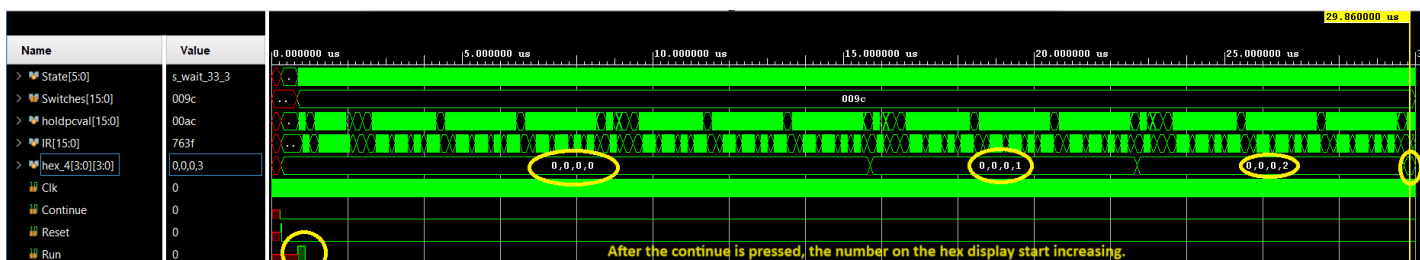 29.860000 us
Name Value
0.000000 us 5.000000 us 10.000000 us 15.000000 us 20.000000 us 25.000000 us
State[5:0] s_wait_33_3
Switches[15:0] 009c 009c
holdpcval[15:0] 00ac
IR[15:0] 763f
hex_4[3:0][3:0] 0,0,0,3 0,0,0,0 0,0,0,1 0,0,0,2
Clk 0
Continue 0
Reset 0
Run 0 After the continue is pressed, the number on the hex display start increasing.